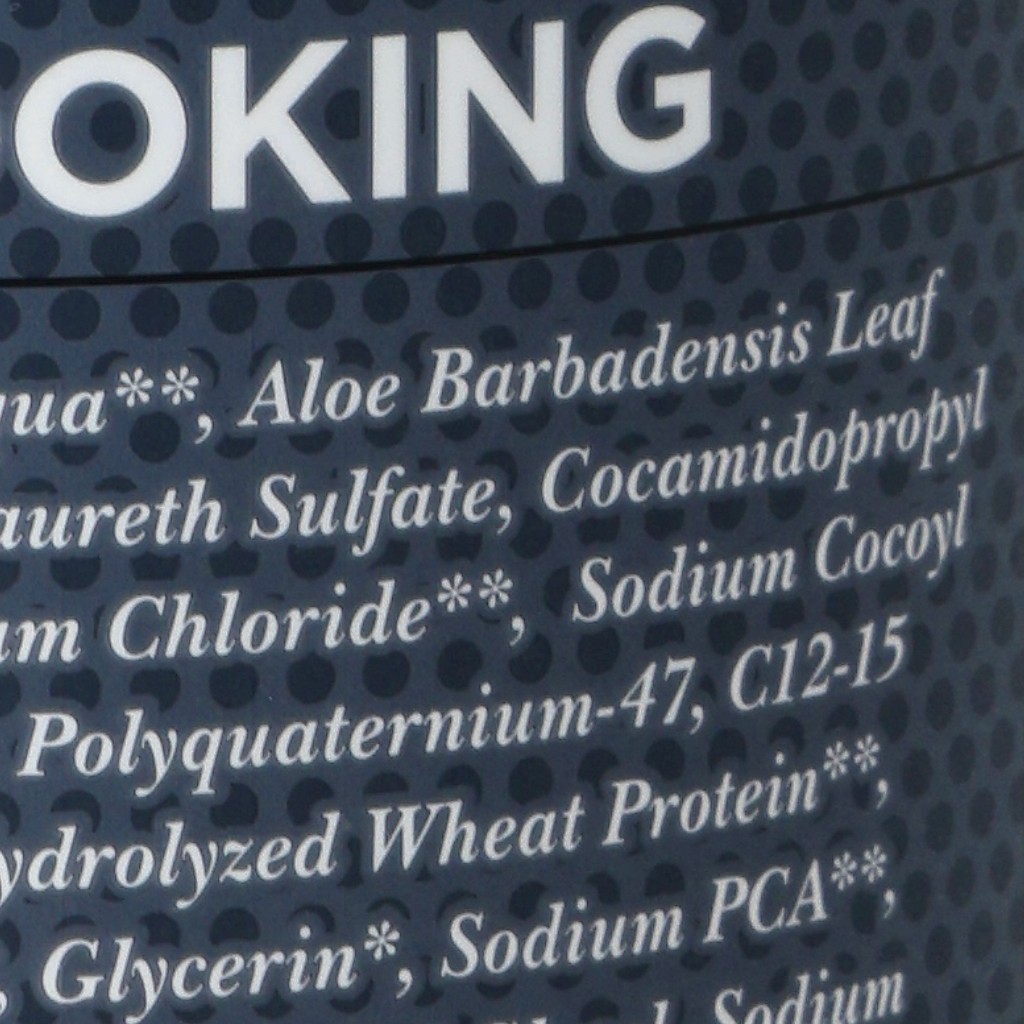 OKING
ua**, Aloe Barbadensis Leaf
aureth Sulfate, Cocamidopropyl
um Chloride**, Sodium Cocoyl
Polyquaternium-47, C12-15
ydrolyzed Wheat Protein**,
, Glycerin*, Sodium PCA**,
Sodium